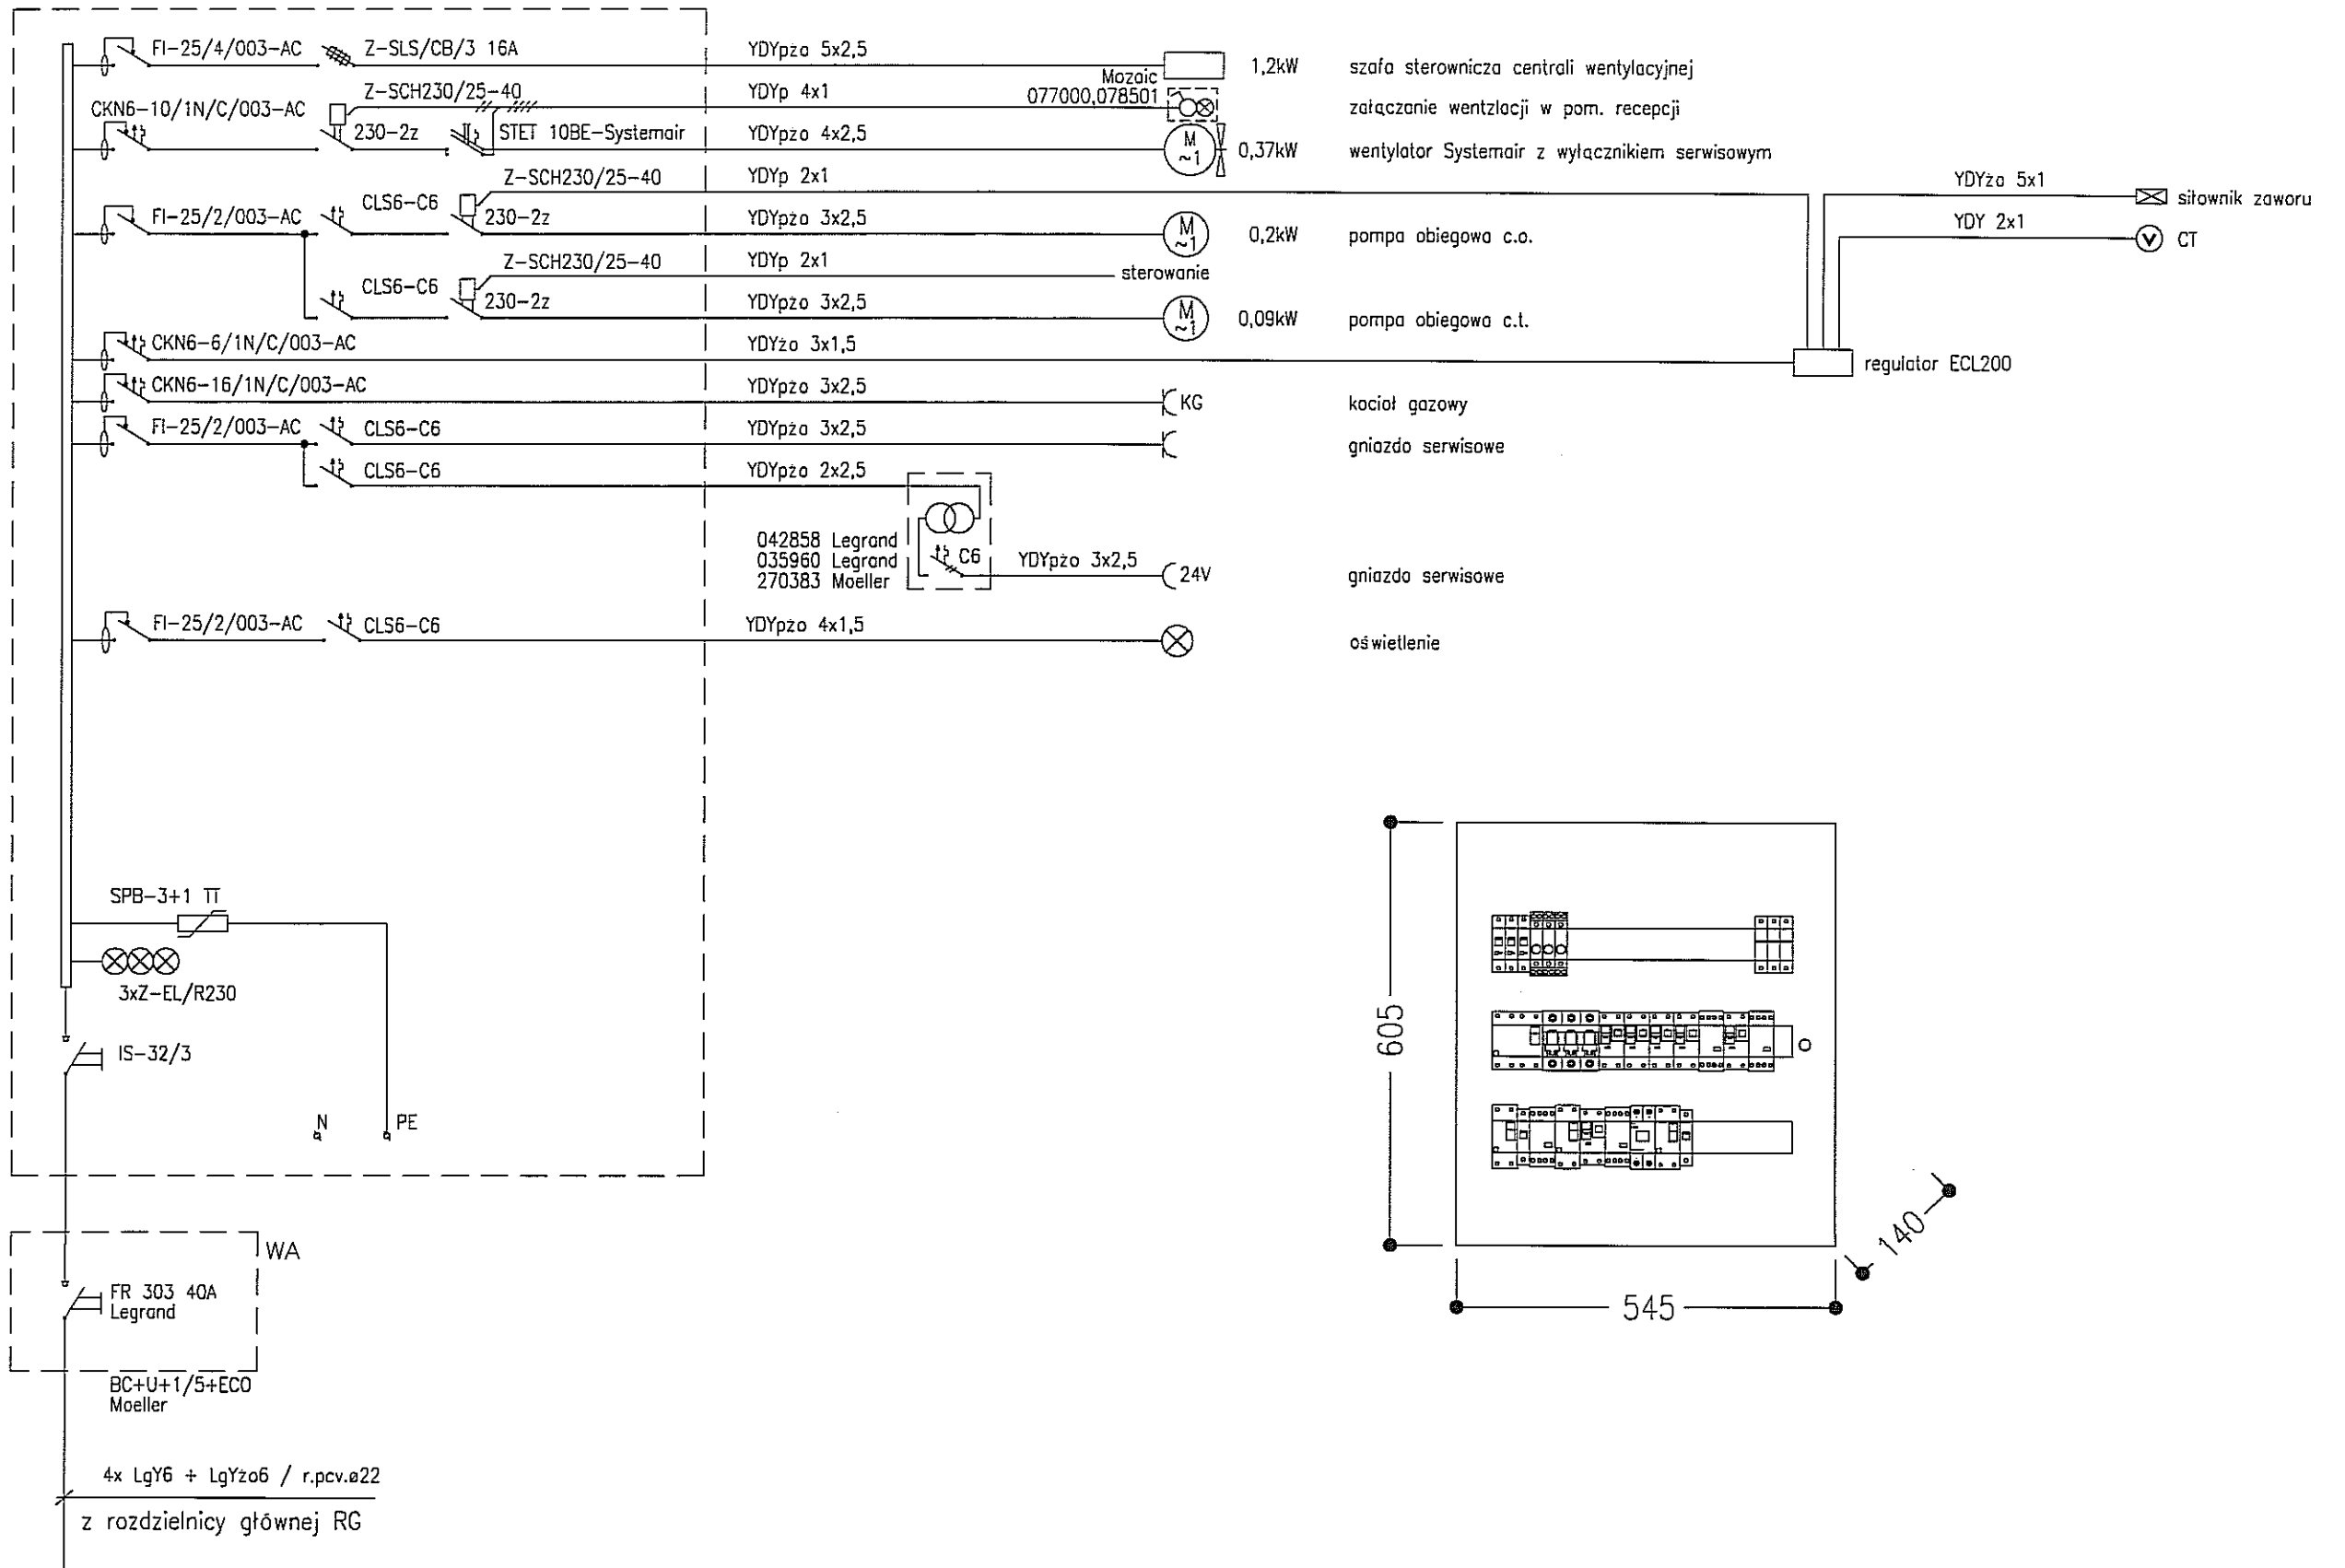 FI-25/4/003-AC Z-SLS/CB/3 16A YDYpżo 5x2,5 1,2kW szafa sterownicza centrali wentylacyjnej
Mozaic
Z-SCH230/25-40 YDYp 4x1 077000,078501 załączanie wentzlacji w pom. recepcji
CKN6-10/1N/C/003-AC
230-2z STET 10BE-Systemair YDYpżo 4x2,5 M ~1 0,37kW wentylator Systemair z wyłącznikiem serwisowym
Z-SCH230/25-40 YDYp 2x1 YDYżo 5x1 siłownik zaworu
FI-25/2/003-AC CLS6-C6 230-2z YDYpżo 3x2,5 M ~1 0,2kW pompa obiegowa c.o.
YDY 2x1 V CT
Z-SCH230/25-40 YDYp 2x1 sterowanie
CLS6-C6 230-2z YDYpżo 3x2,5 M ~1 0,09kW pompa obiegowa c.t.
CKN6-6/1N/C/003-AC YDYżo 3x1,5 regulator ECL200
CKN6-16/1N/C/003-AC YDYpżo 3x2,5 KG kocioł gazowy
FI-25/2/003-AC CLS6-C6 YDYpżo 3x2,5 gniazdo serwisowe
CLS6-C6 YDYpżo 2x2,5
042858 Legrand
035960 Legrand
270383 Moeller
C6 YDYpżo 3x2,5 24V gniazdo serwisowe
FI-25/2/003-AC CLS6-C6 YDYpżo 4x1,5 oświetlenie
SPB-3+1 TT
3xZ-EL/R230
IS-32/3
N PE
WA
FR 303 40A
Legrand
BC+U+1/5+ECO
Moeller
4x LgY6 + LgYżo6 / r.pcv.ø22
z rozdzielnicy głównej RG
605
545
140